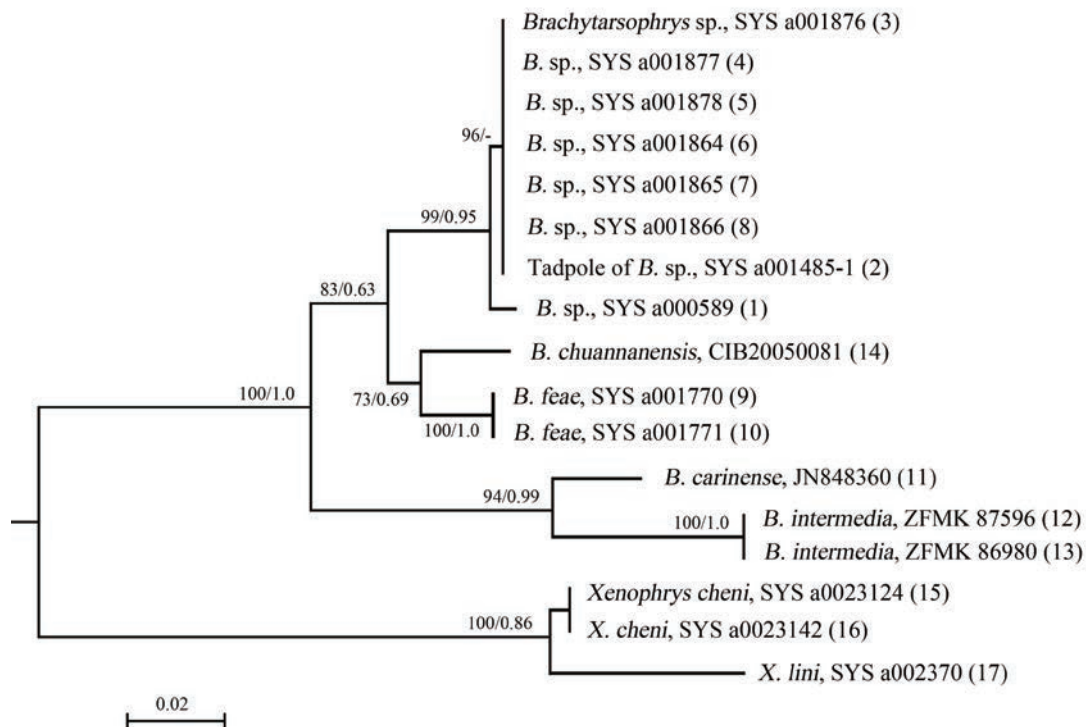 Brachytarsophrys sp., SYS a001876 (3)
B. sp., SYS a001877 (4)
B. sp., SYS a001878 (5)
96/-
B. sp., SYS a001864 (6)
B. sp., SYS a001865 (7)
99/0.95
B. sp., SYS a001866 (8)
Tadpole of B. sp., SYS a001485-1 (2)
83/0.63
B. sp., SYS a000589 (1)
B. chuannanensis, CIB20050081 (14)
100/1.0
73/0.69
B. feae, SYS a001770 (9)
100/1.0
B. feae, SYS a001771 (10)
B. carinense, JN848360 (11)
94/0.99
100/1.0
B. intermedia, ZFMK 87596 (12)
B. intermedia, ZFMK 86980 (13)
Xenophrys cheni, SYS a0023124 (15)
100/0.86
X. cheni, SYS a0023142 (16)
X. lini, SYS a002370 (17)
0.02